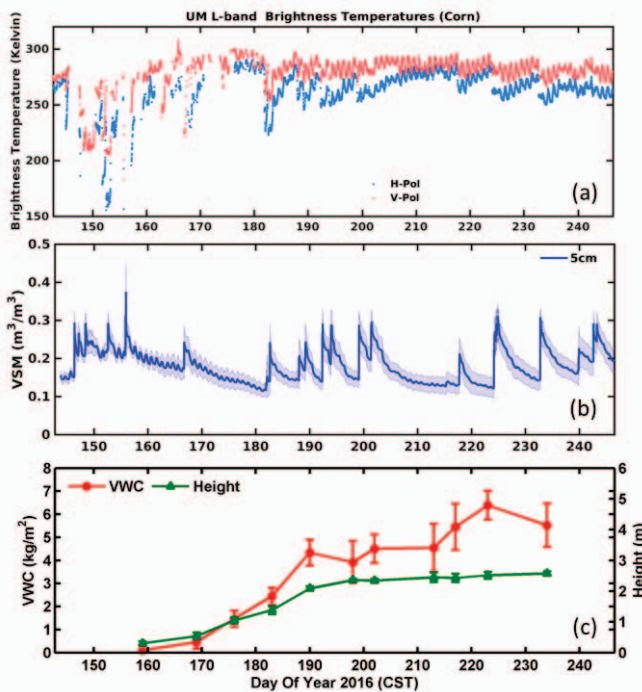 UM L-band Brightness Temperatures (Corn)
Brightness Temperature (Kelvin)
300
250
200
150
H-Pol
V-Pol
(a)
150 160 170 180 190 200 210 220 230 240
VSM (m³/m³)
0.5
0.4
0.3
0.2
0.1
0
5cm
(b)
150 160 170 180 190 200 210 220 230 240
VWC (kg/m²)
8
7
6
5
4
3
2
1
0
VWC Height
6
5
4
3
2
1
0
Height (m)
(c)
150 160 170 180 190 200 210 220 230 240
Day Of Year 2016 (CST)